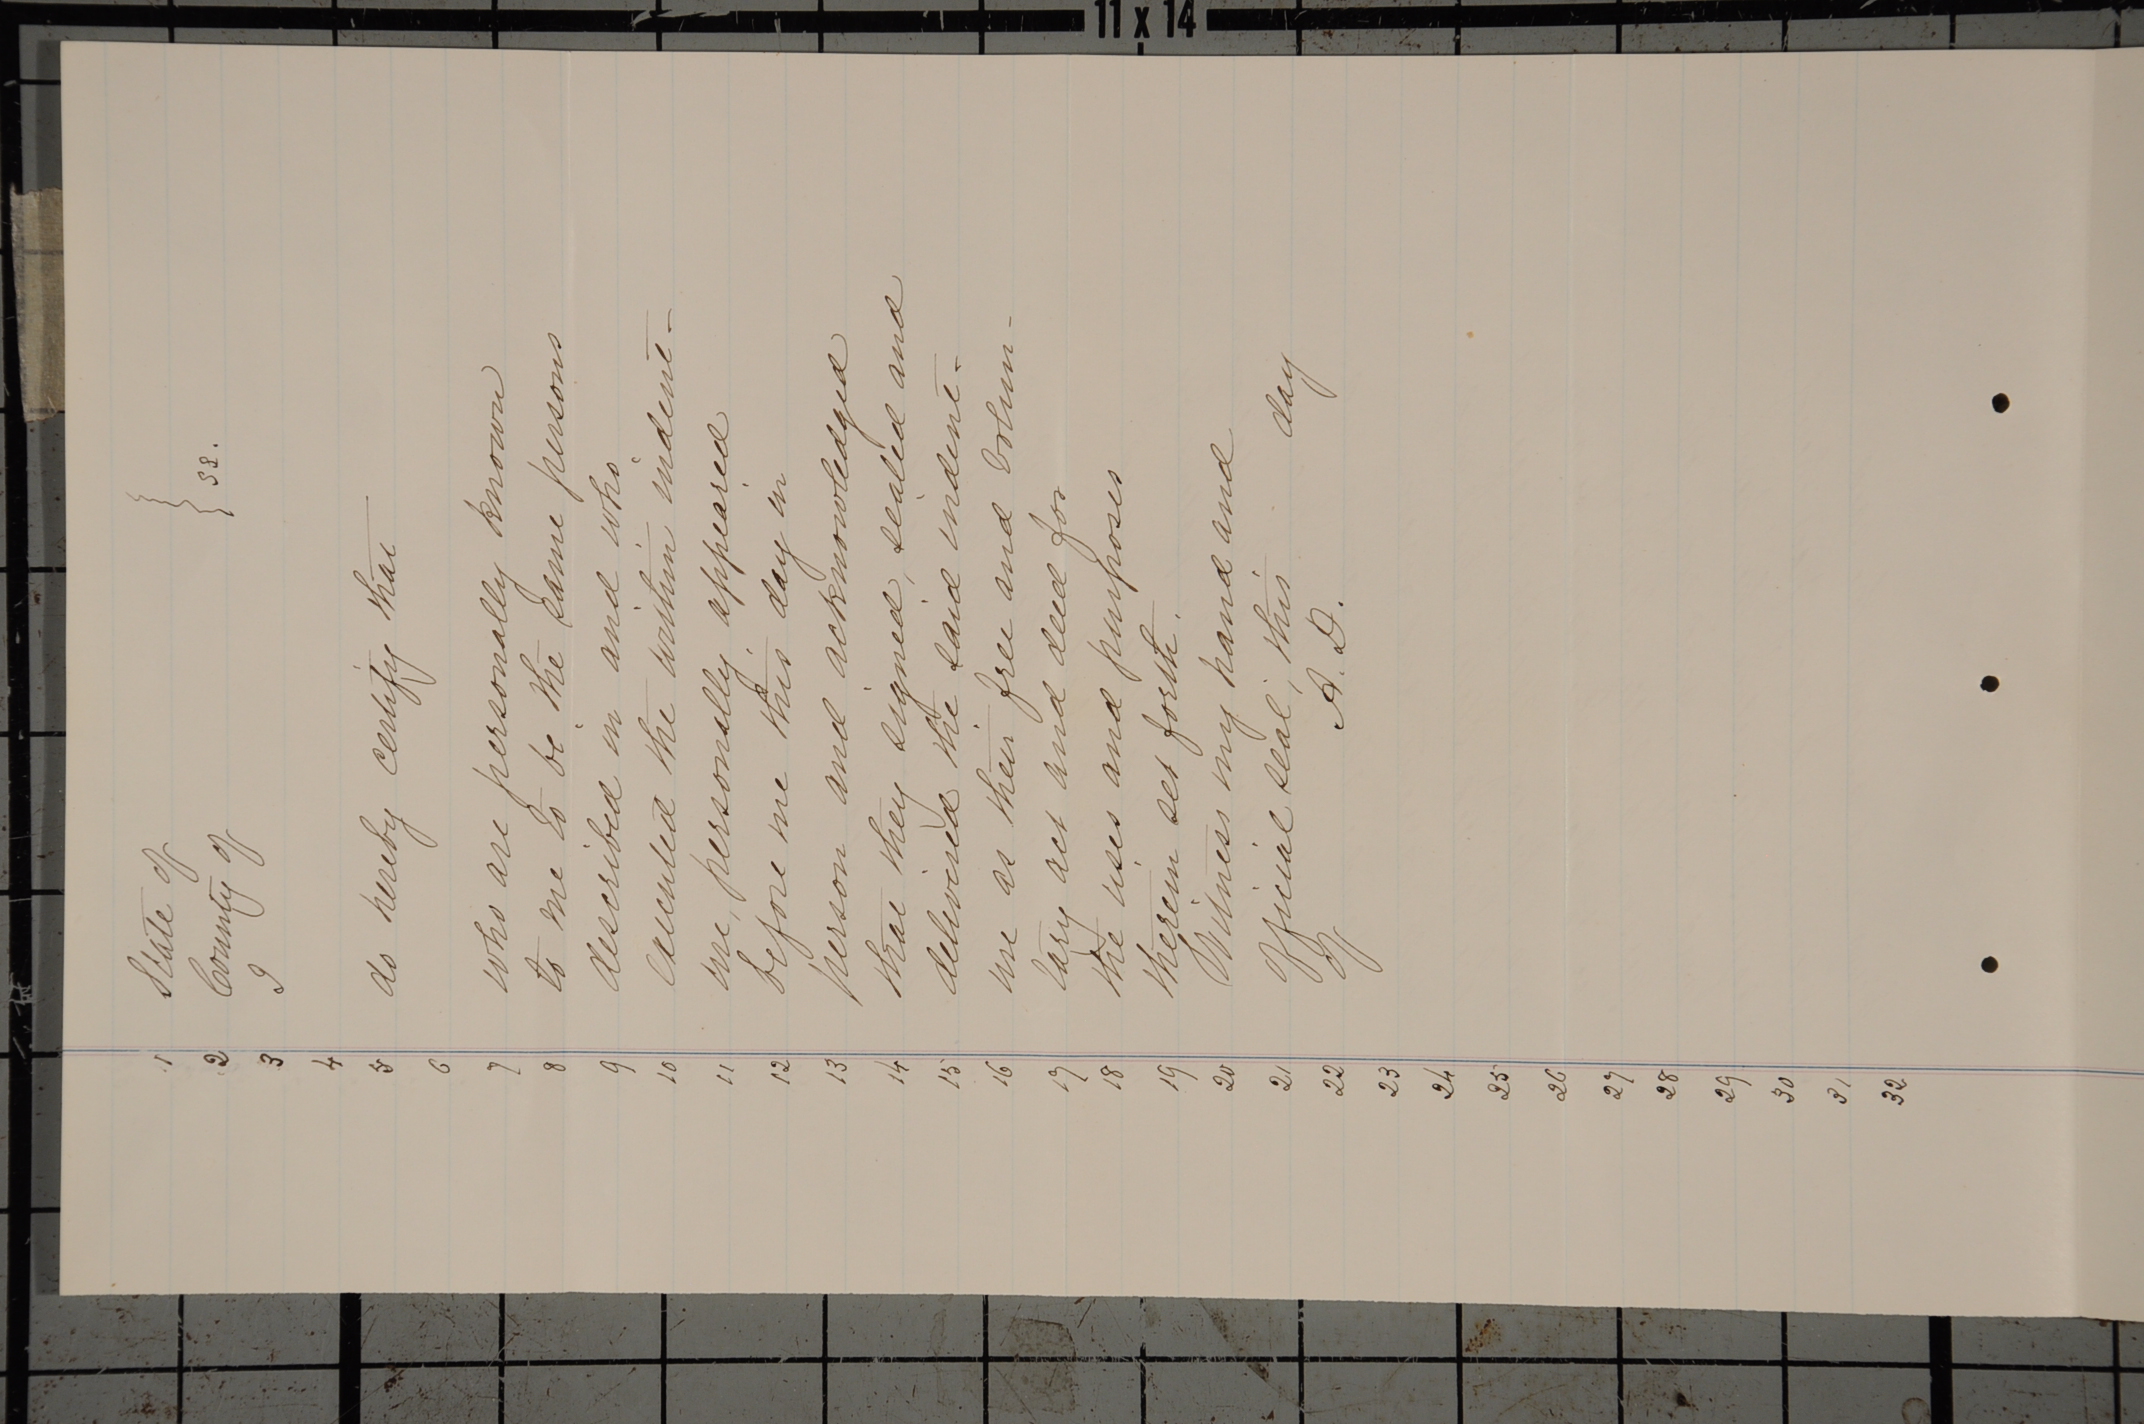 11 x 14
1 State of }
2 County of } ss.
3 I
4
5 do hereby certify that
6
7 who are personally known
8 to me to be the same persons
9 described in and who
10 executed the within indent-
11 ure, personally appeared
12 before me this day in
13 person and acknowledged
14 that they signed, sealed and
15 delivered the said indent-
16 ure as their free and volun-
17 tary act and deed for
18 the uses and purposes
19 therein set forth.
20 Witness my hand and
21 official seal, this day
22 of A. D.
23
24
25
26
27
28
29
30
31
32